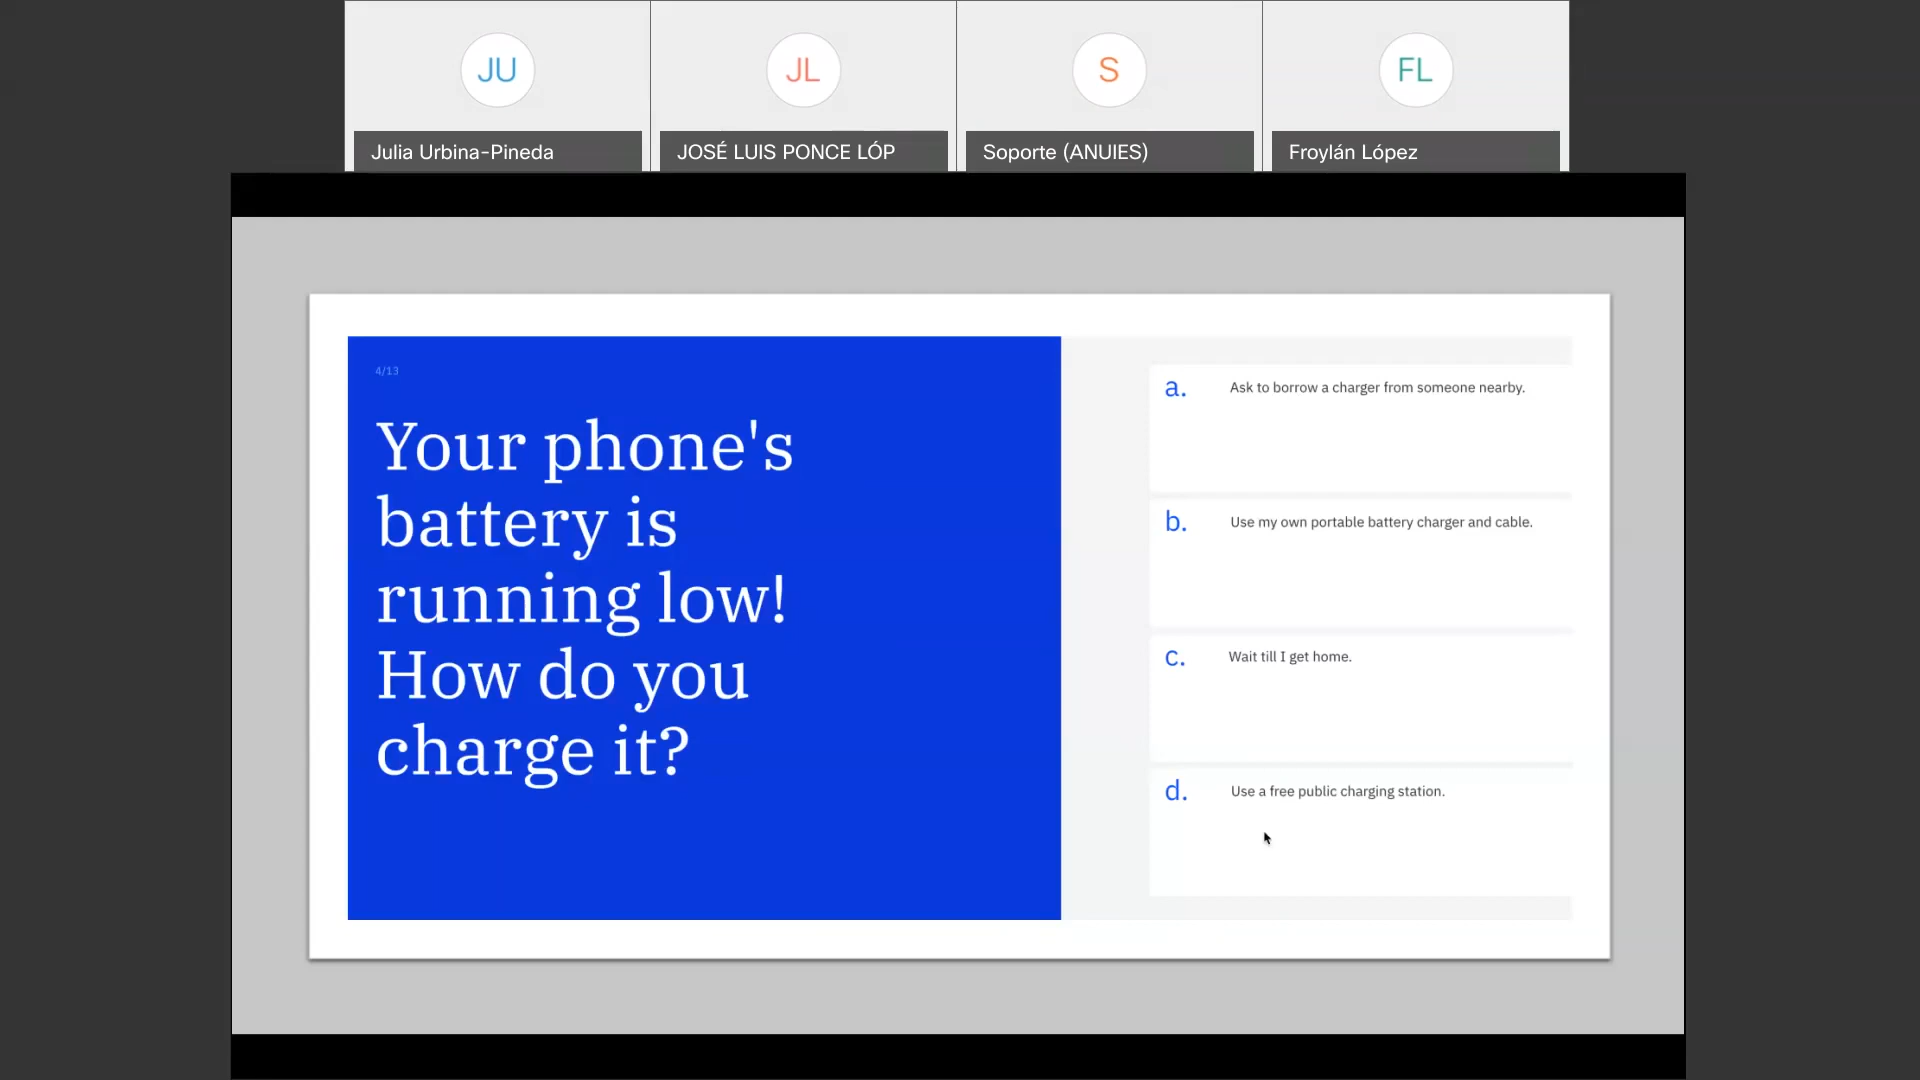 JU
JL
S
FL
Julia Urbina-Pineda
JOSÉ LUIS PONCE LÓP
Soporte (ANUIES)
Froylán López
4/13
Your phone's
battery is
running low!
How do you
charge it?
a.
Ask to borrow a charger from someone nearby.
b.
Use my own portable battery charger and cable.
c.
Wait till I get home.
d.
Use a free public charging station.